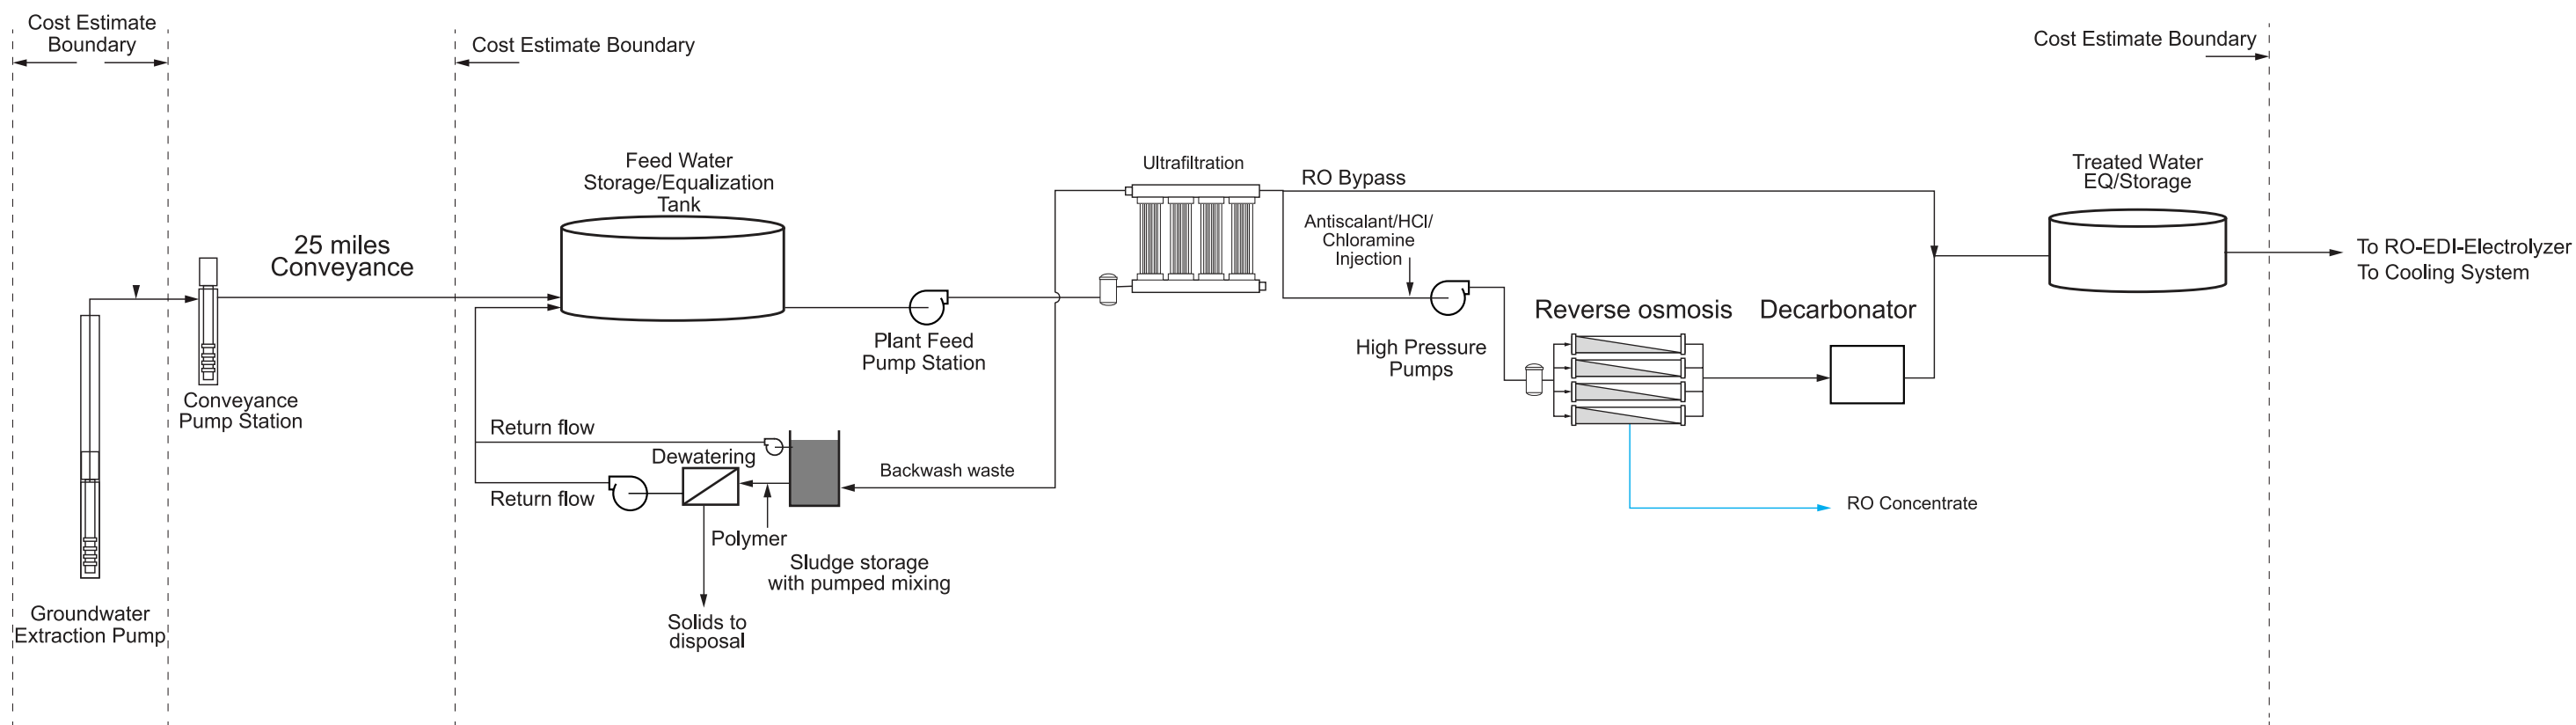 Cost Estimate
Boundary
Cost Estimate Boundary
Cost Estimate Boundary
Feed Water
Storage/Equalization
Tank
Ultrafiltration
RO Bypass
Treated Water
EQ/Storage
Antiscalant/HCl/
Chloramine
Injection
25 miles
Conveyance
To RO-EDI-Electrolyzer
To Cooling System
Reverse osmosis
Decarbonator
Plant Feed
Pump Station
High Pressure
Pumps
Conveyance
Pump Station
Return flow
Dewatering
Backwash waste
Return flow
RO Concentrate
Polymer
Sludge storage
with pumped mixing
Groundwater
Extraction Pump
Solids to
disposal